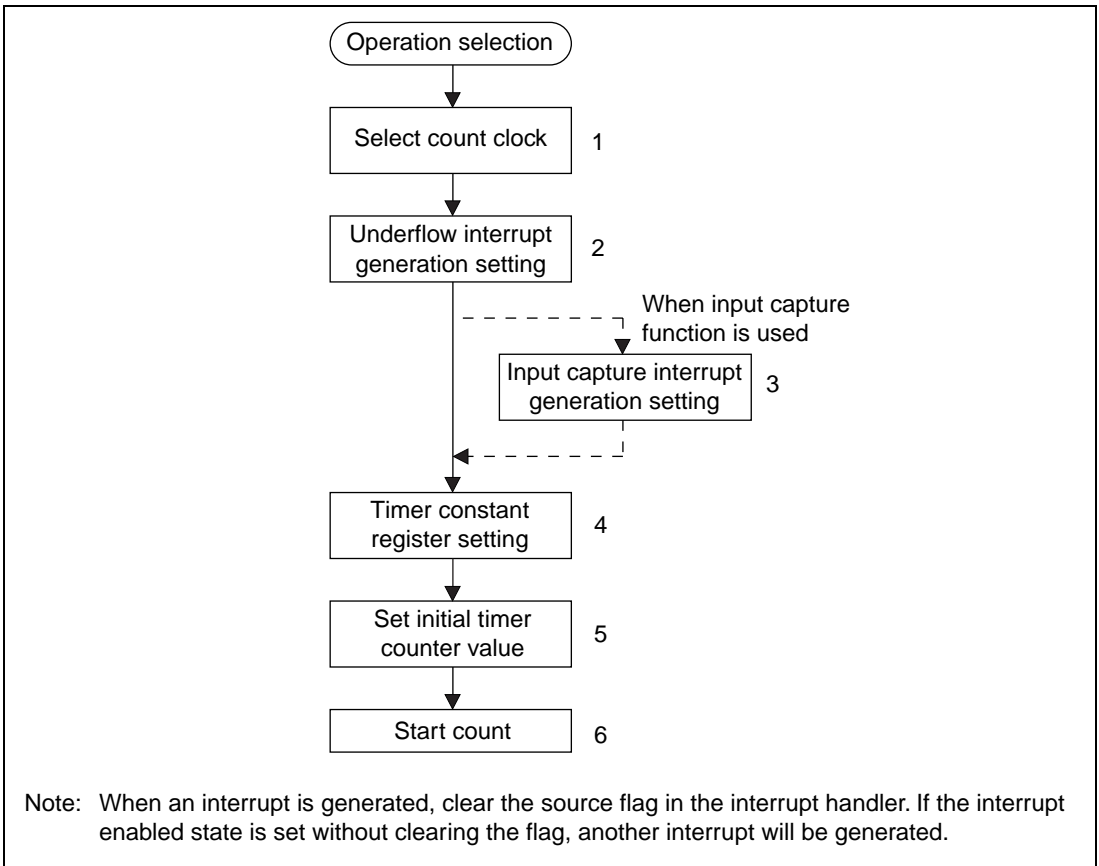 Operation selection
Select count clock
1
Underflow interrupt
generation setting
2
When input capture
function is used
Input capture interrupt
generation setting
3
Timer constant
register setting
4
Set initial timer
counter value
5
Start count
6
Note: When an interrupt is generated, clear the source flag in the interrupt handler. If the interrupt
enabled state is set without clearing the flag, another interrupt will be generated.